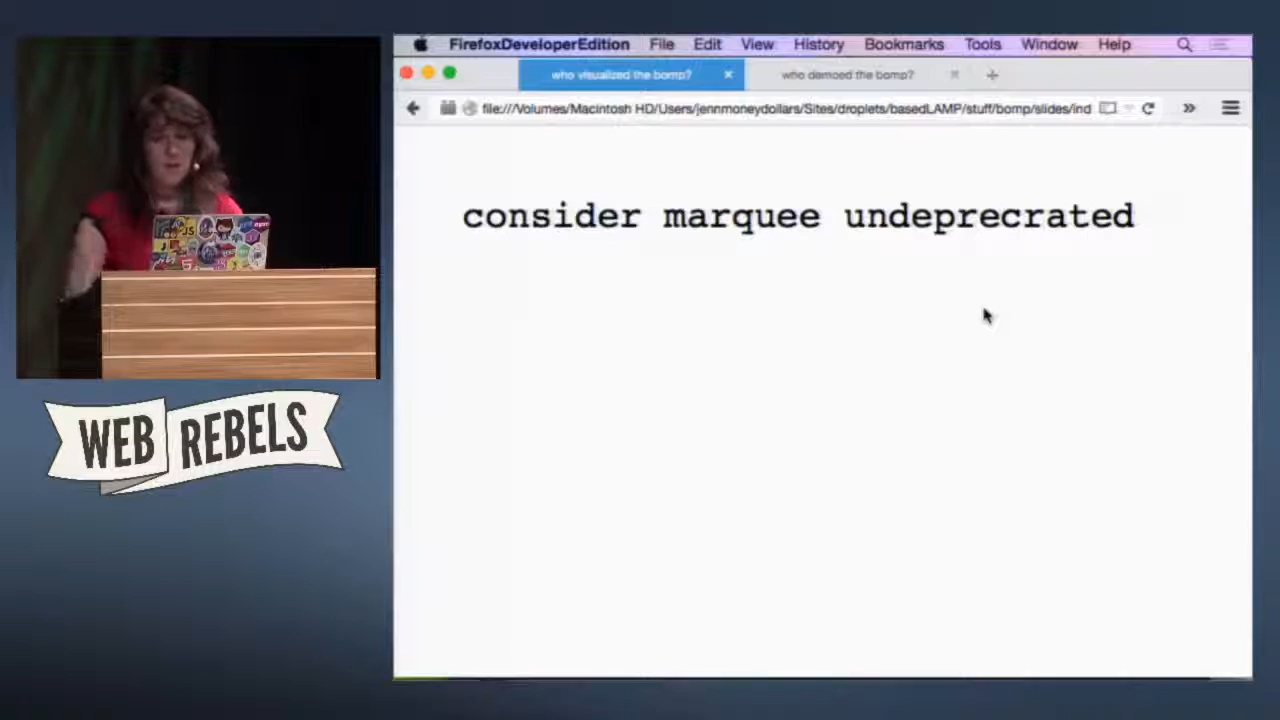 FirefoxDeveloperEdition File Edit View History Bookmarks Tools Window Help
who visualized the bomp? who demoed the bomp?
file:///Volumes/Macintosh HD/Users/jennmoneydollars/Sites/droplets/basedLAMP/stuff/bomp/slides/ind
consider marquee undeprecrated
JS
WEB REBELS